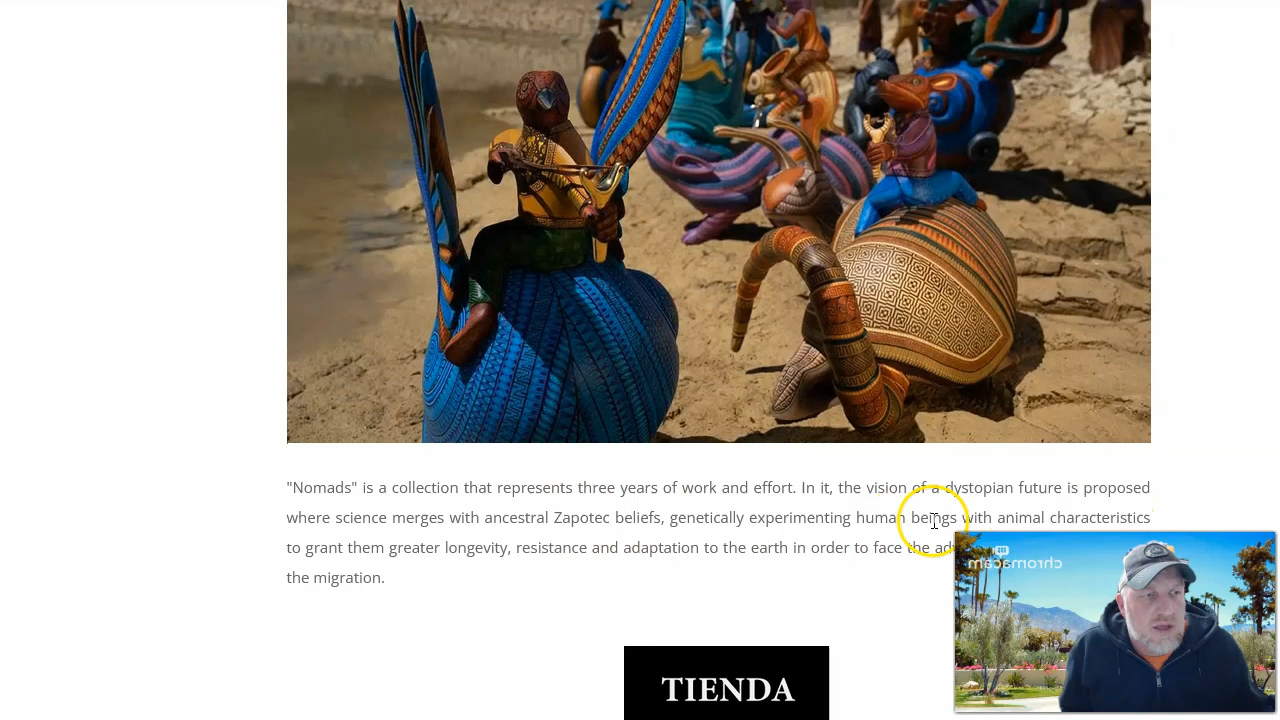 "Nomads" is a collection that represents three years of work and effort. In it, the vision of a dystopian future is proposed
where science merges with ancestral Zapotec beliefs, genetically experimenting human beings with animal characteristics
to grant them greater longevity, resistance and adaptation to the earth in order to face the
the migration.
chromacam
TIENDA